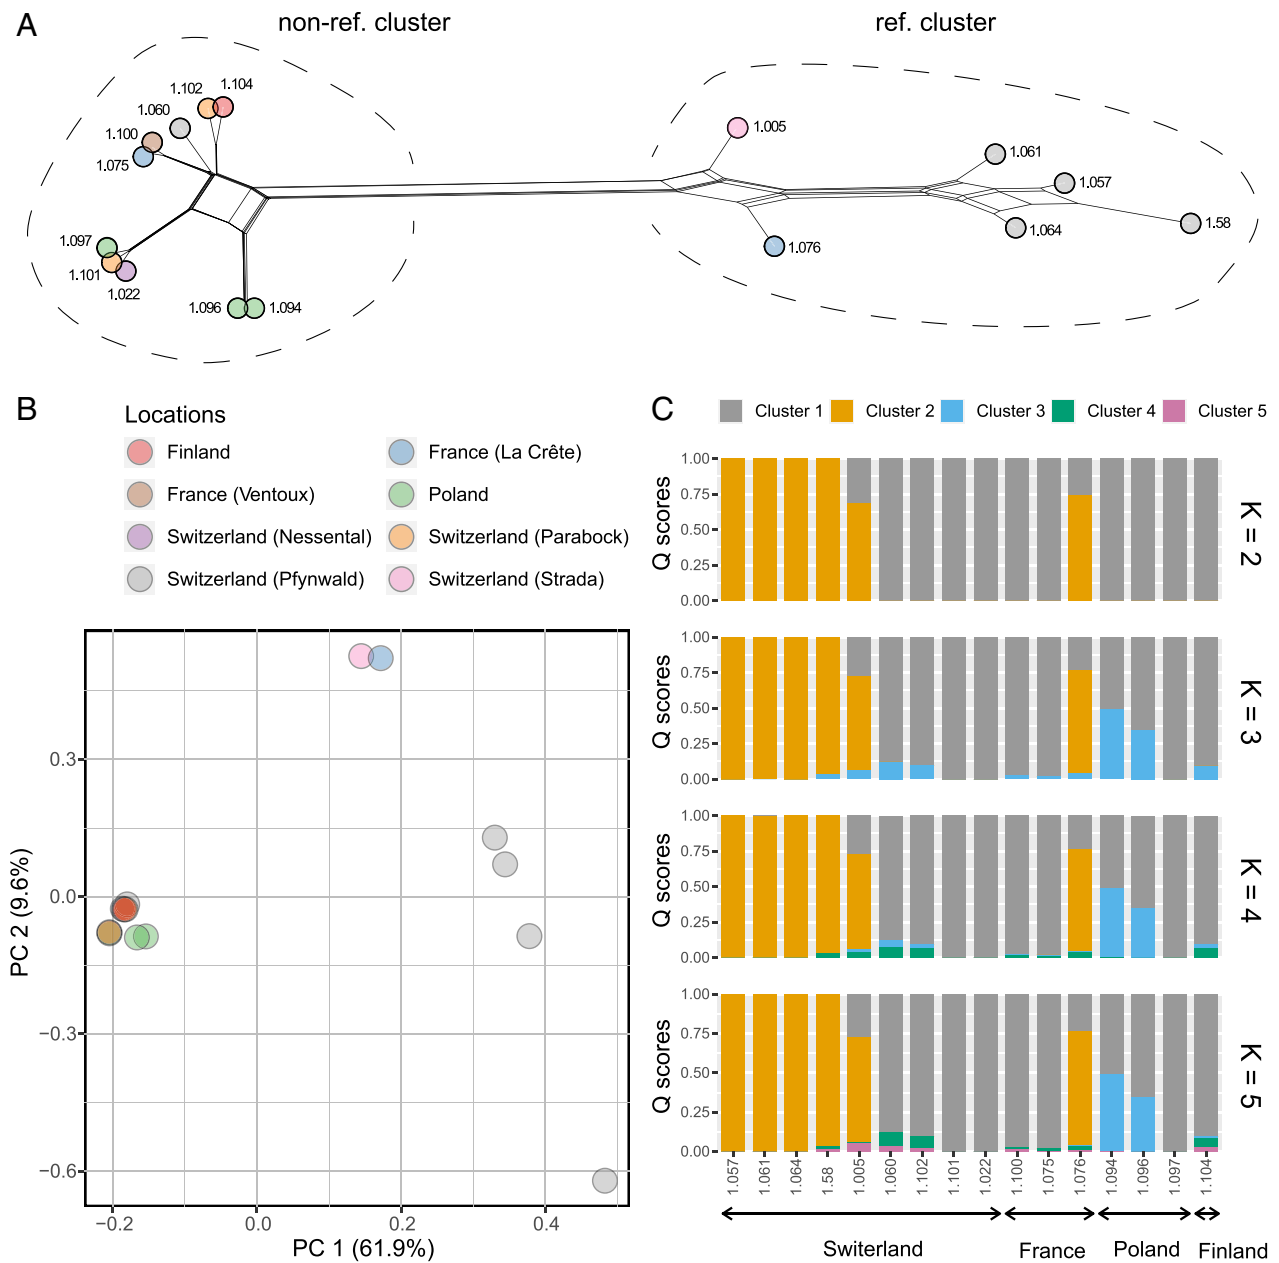 A
non-ref. cluster
ref. cluster
1.102
1.104
1.060
1.100
1.075
1.005
1.061
1.057
1.58
1.064
1.076
1.097
1.101
1.022
1.096
1.094
B
Locations
Finland
France (La Crête)
France (Ventoux)
Poland
Switzerland (Nessental)
Switzerland (Parabock)
Switzerland (Pfynwald)
Switzerland (Strada)
0.3
0.0
−0.3
−0.6
PC 2 (9.6%)
−0.2
0.0
0.2
0.4
PC 1 (61.9%)
C
Cluster 1
Cluster 2
Cluster 3
Cluster 4
Cluster 5
1.00
0.75
0.50
0.25
0.00
Q scores
K = 2
1.00
0.75
0.50
0.25
0.00
Q scores
K = 3
1.00
0.75
0.50
0.25
0.00
Q scores
K = 4
1.00
0.75
0.50
0.25
0.00
Q scores
K = 5
1.057
1.061
1.064
1.58
1.005
1.060
1.102
1.101
1.022
1.100
1.075
1.076
1.094
1.096
1.097
1.104
Switerland
France
Poland
Finland